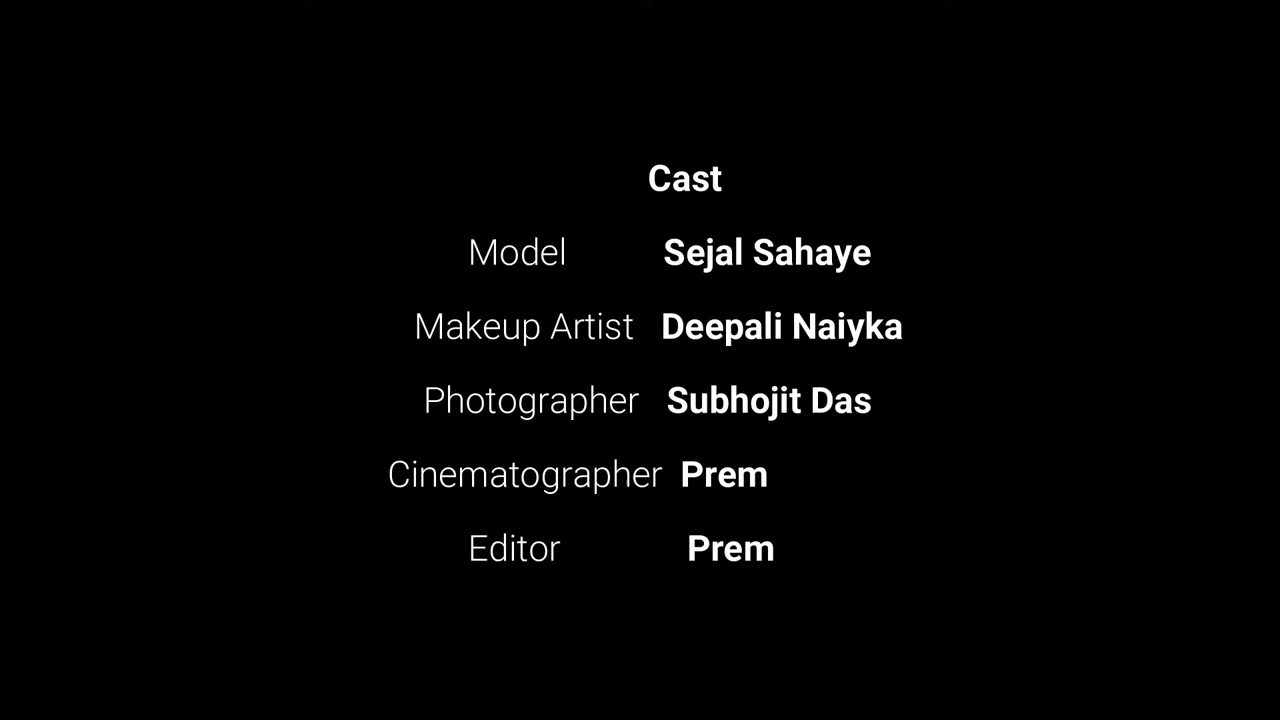 Cast
Model Sejal Sahaye
Makeup Artist Deepali Naiyka
Photographer Subhojit Das
Cinematographer Prem
Editor Prem